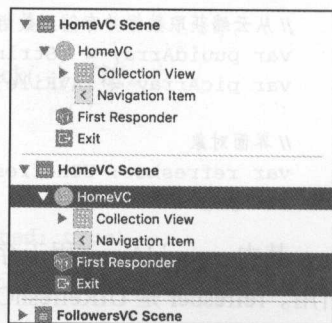 HomeVC Scene
HomeVC
Collection View
Navigation Item
First Responder
Exit
HomeVC Scene
HomeVC
Collection View
Navigation Item
First Responder
Exit
FollowersVC Scene